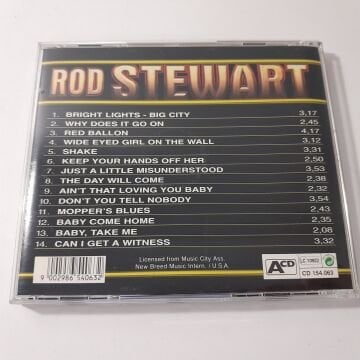 ROD STEWART
1. BRIGHT LIGHTS - BIG CITY 3,17
2. WHY DOES IT GO ON 2,45
3. RED BALLON 4,17
4. WIDE EYED GIRL ON THE WALL 3,12
5. SHAKE 3,31
6. KEEP YOUR HANDS OFF HER 2,50
7. JUST A LITTLE MISUNDERSTOOD 3,53
8. THE DAY WILL COME 2,38
9. AIN'T THAT LOVING YOU BABY 2,32
10. DON'T YOU TELL NOBODY 3,54
11. MOPPER'S BLUES 2,43
12. BABY COME HOME 2,35
13. BABY, TAKE ME 2,08
14. CAN I GET A WITNESS 3,32
Licensed from Music City Ass.
New Breed Music Intern. / U.S.A.
9 002986 540632
ACD
CD 154.063